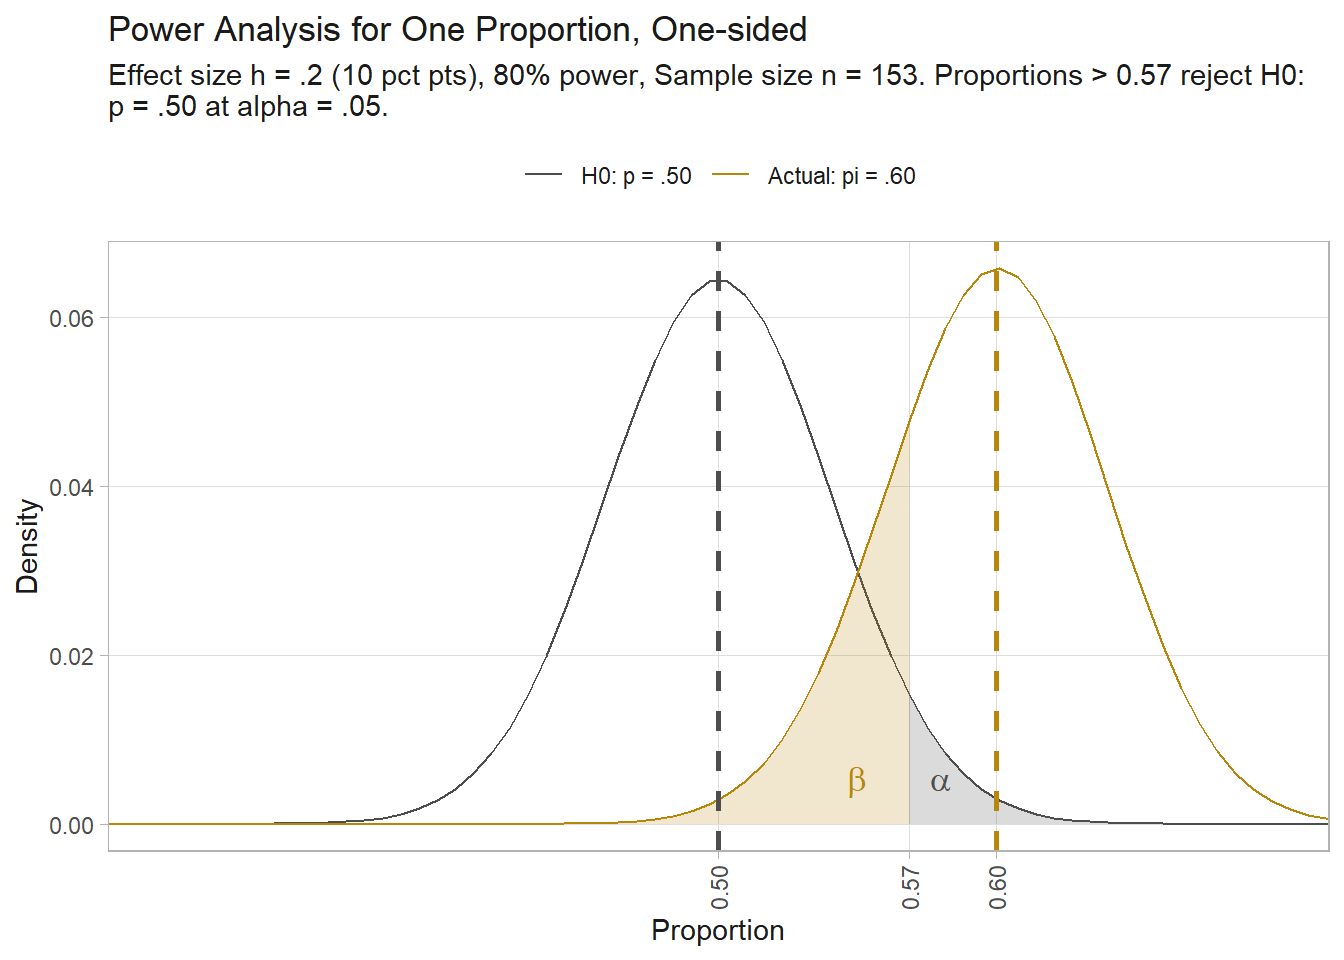 Power Analysis for One Proportion, One-sided
Effect size h = .2 (10 pct pts), 80% power, Sample size n = 153. Proportions > 0.57 reject H0:
p = .50 at alpha = .05.
H0: p = .50 Actual: pi = .60
0.06
0.04
0.02
0.00
Density
β α
0.50 0.57 0.60
Proportion